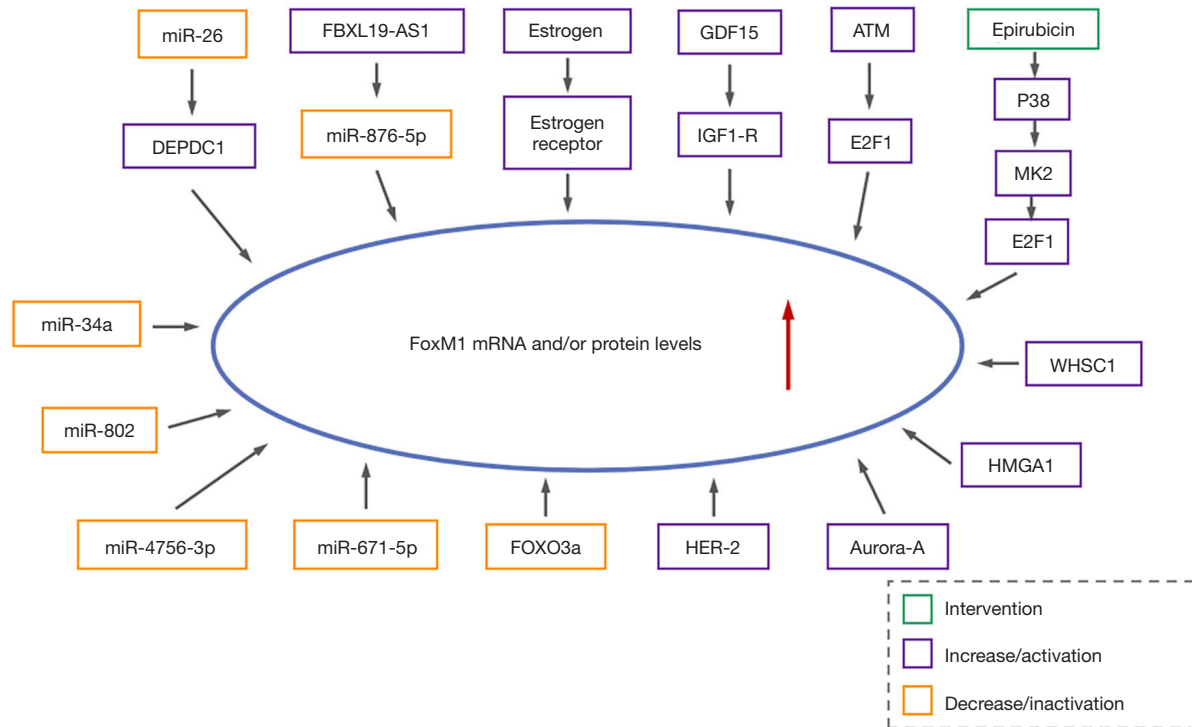 miR-26
FBXL19-AS1
Estrogen
GDF15
ATM
Epirubicin
P38
DEPDC1
miR-876-5p
Estrogen
receptor
IGF1-R
E2F1
MK2
E2F1
miR-34a
FoxM1 mRNA and/or protein levels
WHSC1
miR-802
HMGA1
miR-4756-3p
miR-671-5p
FOXO3a
HER-2
Aurora-A
Intervention
Increase/activation
Decrease/inactivation